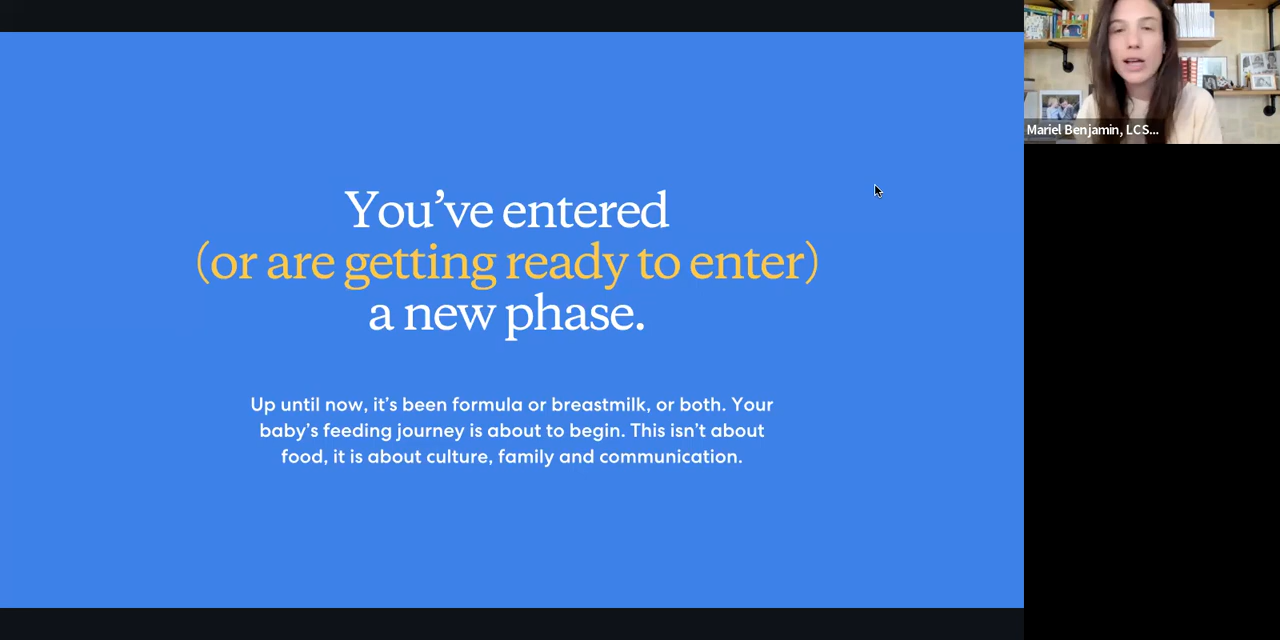 You’ve entered
(or are getting ready to enter)
a new phase.
Up until now, it’s been formula or breastmilk, or both. Your
baby’s feeding journey is about to begin. This isn’t about
food, it is about culture, family and communication.
Mariel Benjamin, LCS...